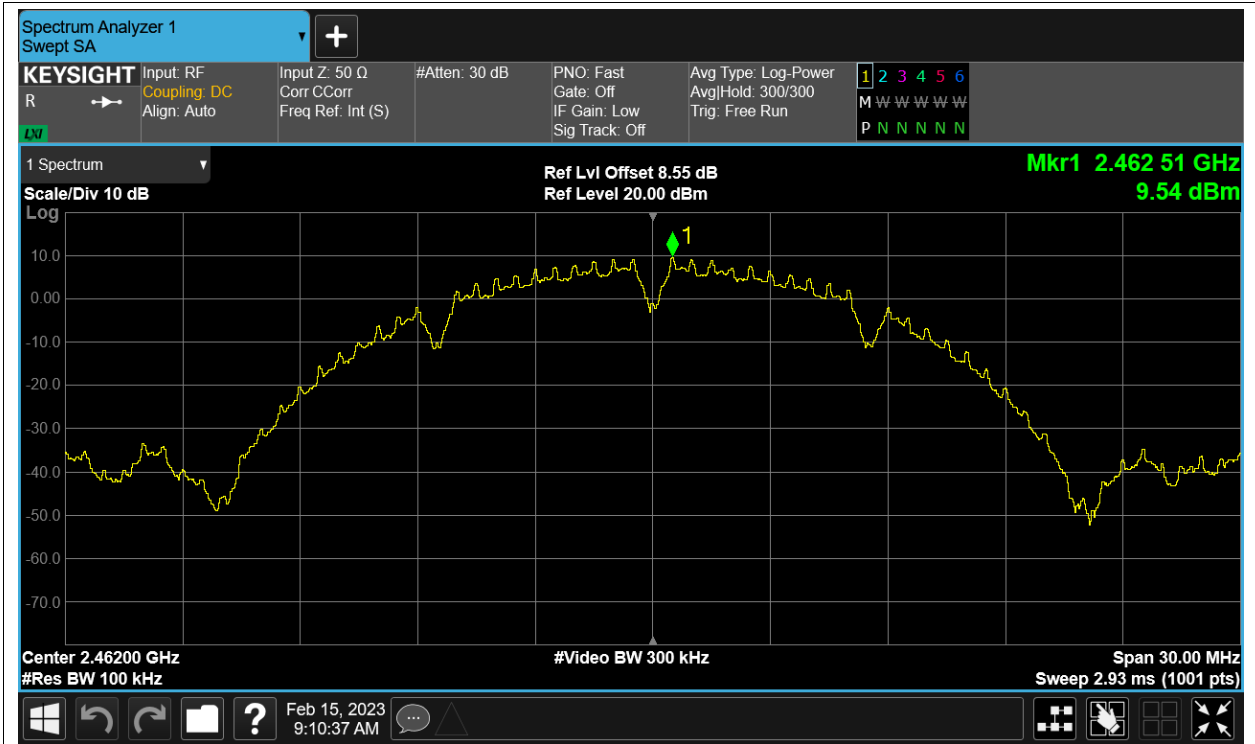 Spectrum Analyzer 1
Swept SA
KEYSIGHT
R
LXI
Input: RF
Coupling: DC
Align: Auto
Input Z: 50 Ω
Corr CCorr
Freq Ref: Int (S)
#Atten: 30 dB
PNO: Fast
Gate: Off
IF Gain: Low
Sig Track: Off
Avg Type: Log-Power
Avg|Hold: 300/300
Trig: Free Run
1 2 3 4 5 6
M W W W W W
P N N N N N
1 Spectrum
Scale/Div 10 dB
Log
Ref Lvl Offset 8.55 dB
Ref Level 20.00 dBm
Mkr1 2.462 51 GHz
9.54 dBm
1
10.0
0.00
-10.0
-20.0
-30.0
-40.0
-50.0
-60.0
-70.0
Center 2.46200 GHz
#Video BW 300 kHz
Span 30.00 MHz
#Res BW 100 kHz
Sweep 2.93 ms (1001 pts)
?
Feb 15, 2023
9:10:37 AM